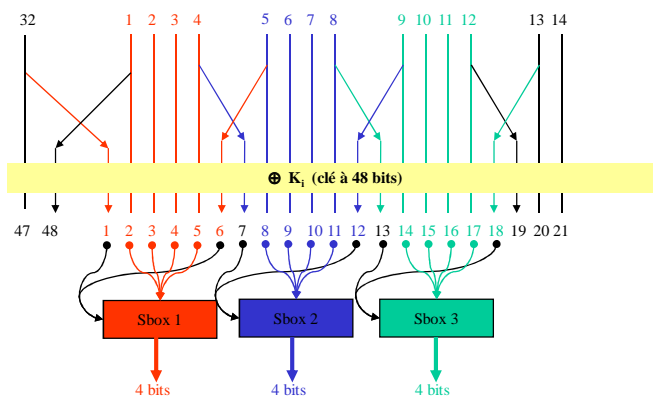 32 1 2 3 4 5 6 7 8 9 10 11 12 13 14
⊕ Ki (clé à 48 bits)
47 48 1 2 3 4 5 6 7 8 9 10 11 12 13 14 15 16 17 18 19 20 21
Sbox 1 Sbox 2 Sbox 3
4 bits 4 bits 4 bits